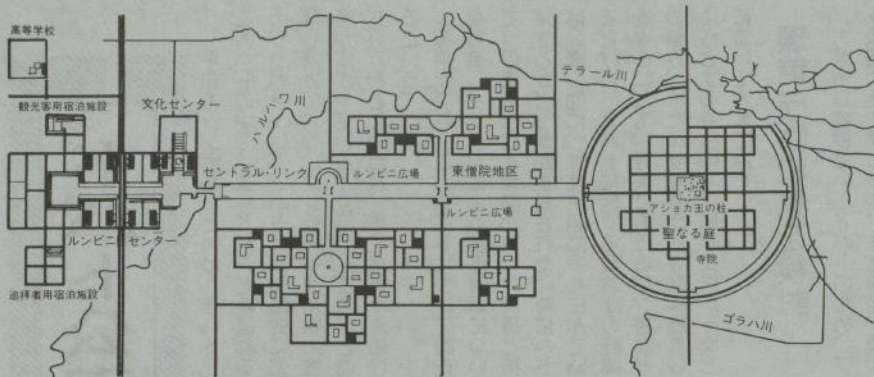 高等学校
観光客用宿泊施設
文化センター
ハルハワ川
テラール川
セントラル・リンク
ルンビニ広場
東僧院地区
ルンビニ広場
アショカ王の柱
聖なる庭
寺院
ルンビニ・センター
巡拝者用宿泊施設
ゴラハ川